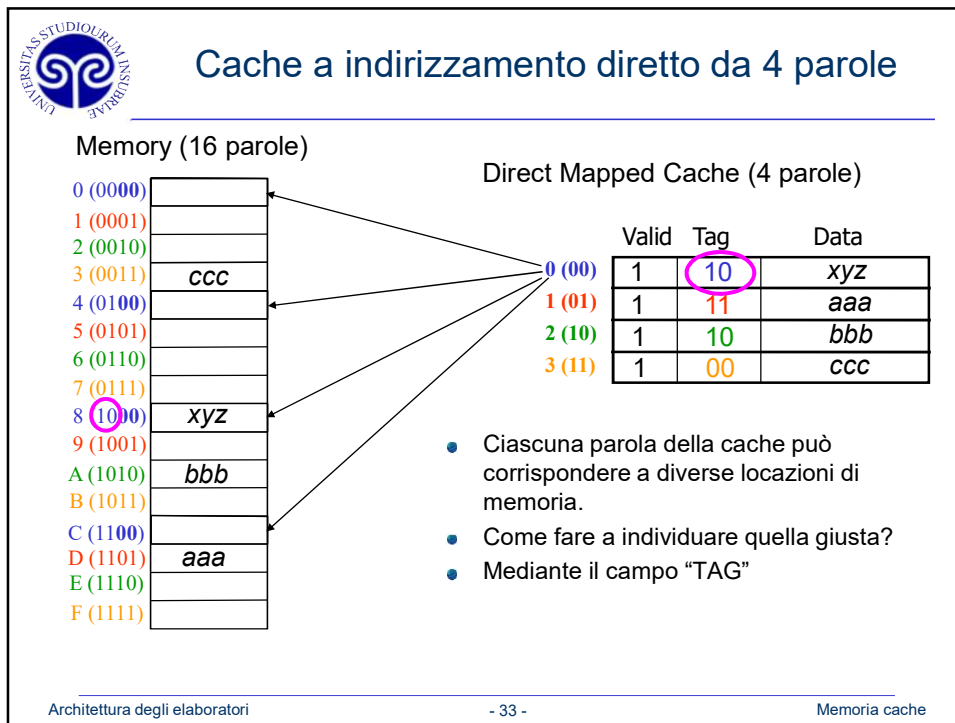 UNIVERSITAS STUDIORUM INSUBRIAE
Cache a indirizzamento diretto da 4 parole
Memory (16 parole)
0 (0000)
1 (0001)
2 (0010)
3 (0011) ccc
4 (0100)
5 (0101)
6 (0110)
7 (0111)
8 (1000) xyz
9 (1001)
A (1010) bbb
B (1011)
C (1100)
D (1101) aaa
E (1110)
F (1111)
Direct Mapped Cache (4 parole)
Valid Tag Data
0 (00) 1 10 xyz
1 (01) 1 11 aaa
2 (10) 1 10 bbb
3 (11) 1 00 ccc
Ciascuna parola della cache può
corrispondere a diverse locazioni di
memoria.
Come fare a individuare quella giusta?
Mediante il campo “TAG”
Architettura degli elaboratori - 33 - Memoria cache